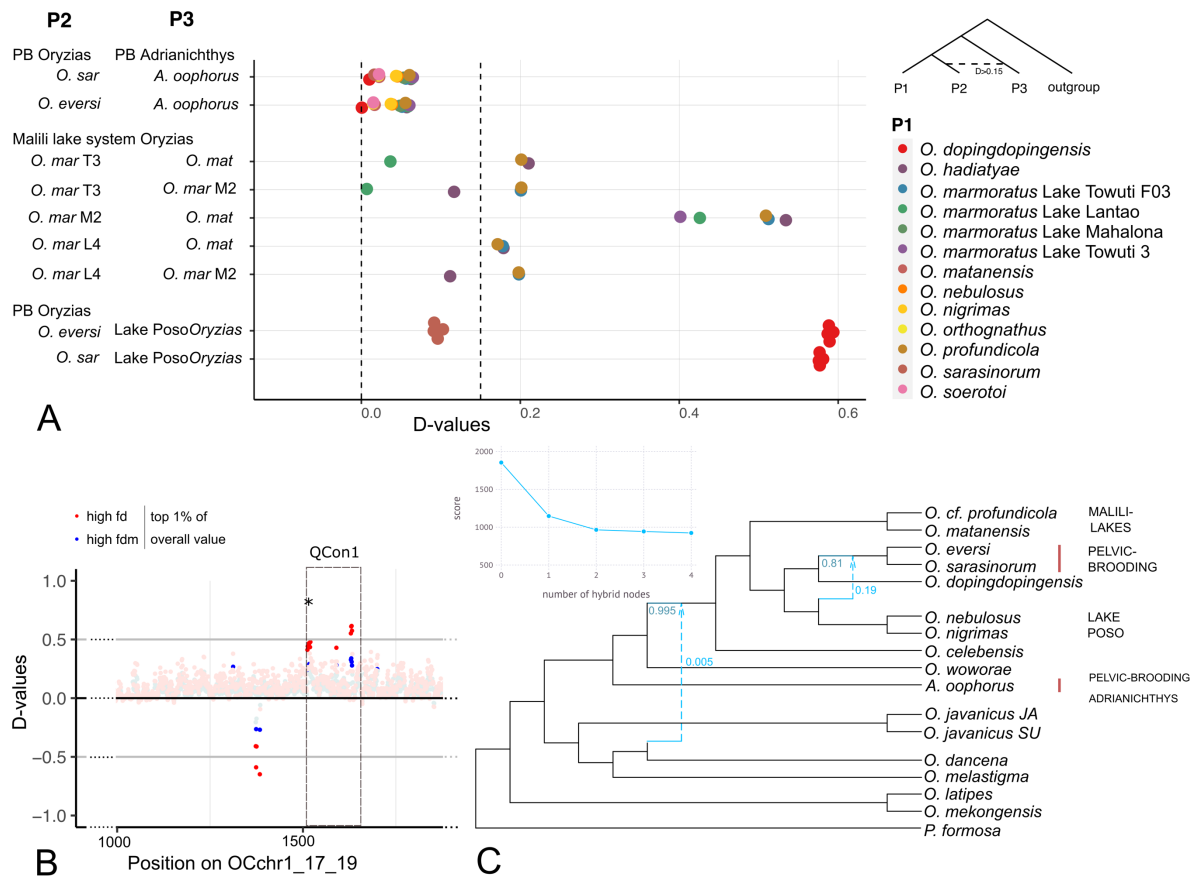 P2 P3
PB Oryzias PB Adrianichthys
O. sar A. oophorus
O. eversi A. oophorus
Malili lake system Oryzias
O. mar T3 O. mat
O. mar T3 O. mar M2
O. mar M2 O. mat
O. mar L4 O. mat
O. mar L4 O. mar M2
PB Oryzias
O. eversi Lake PosoOryzias
O. sar Lake PosoOryzias
0.0 0.2 0.4 0.6
D-values
A
D>0.15
P1 P2 P3 outgroup
P1
O. dopingdopingensis
O. hadiatyae
O. marmoratus Lake Towuti F03
O. marmoratus Lake Lantao
O. marmoratus Lake Mahalona
O. marmoratus Lake Towuti 3
O. matanensis
O. nebulosus
O. nigrimas
O. orthognathus
O. profundicola
O. sarasinorum
O. soerotoi
high fd top 1% of
high fdm overall value
QCon1
*
1.0
0.5
0.0
−0.5
−1.0
D-values
1000 1500
Position on OCchr1_17_19
B
2000
1500
1000
500
score
0 1 2 3 4
number of hybrid nodes
0.81
0.19
0.995
0.005
O. cf. profundicola
O. matanensis
MALILI-
LAKES
O. eversi
O. sarasinorum
PELVIC-
BROODING
O. dopingdopingensis
O. nebulosus
O. nigrimas
LAKE
POSO
O. celebensis
O. woworae
A. oophorus
PELVIC-BROODING
ADRIANICHTHYS
O. javanicus JA
O. javanicus SU
O. dancena
O. melastigma
O. latipes
O. mekongensis
P. formosa
C